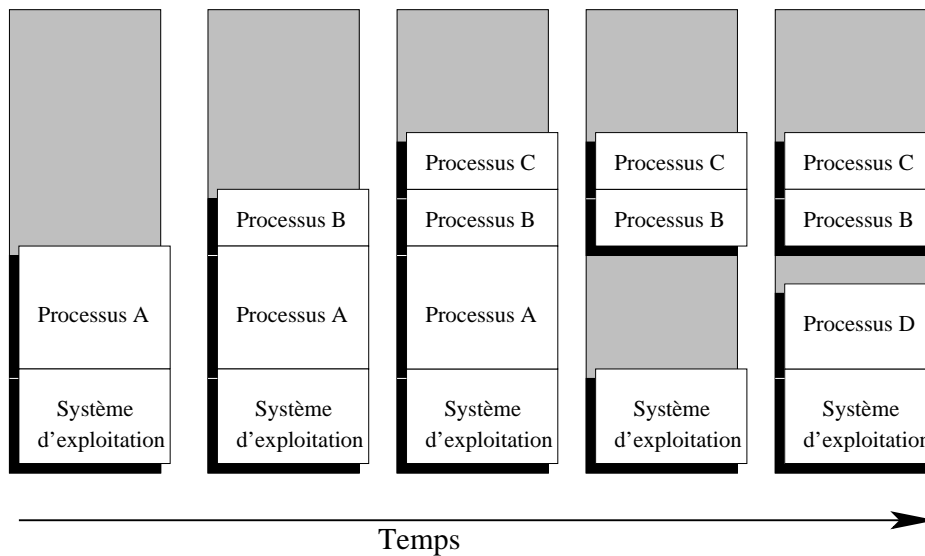 Processus A
Système
d'exploitation
Processus B
Processus A
Système
d'exploitation
Processus C
Processus B
Processus A
Système
d'exploitation
Processus C
Processus B
Système
d'exploitation
Processus C
Processus B
Processus D
Système
d'exploitation
Temps